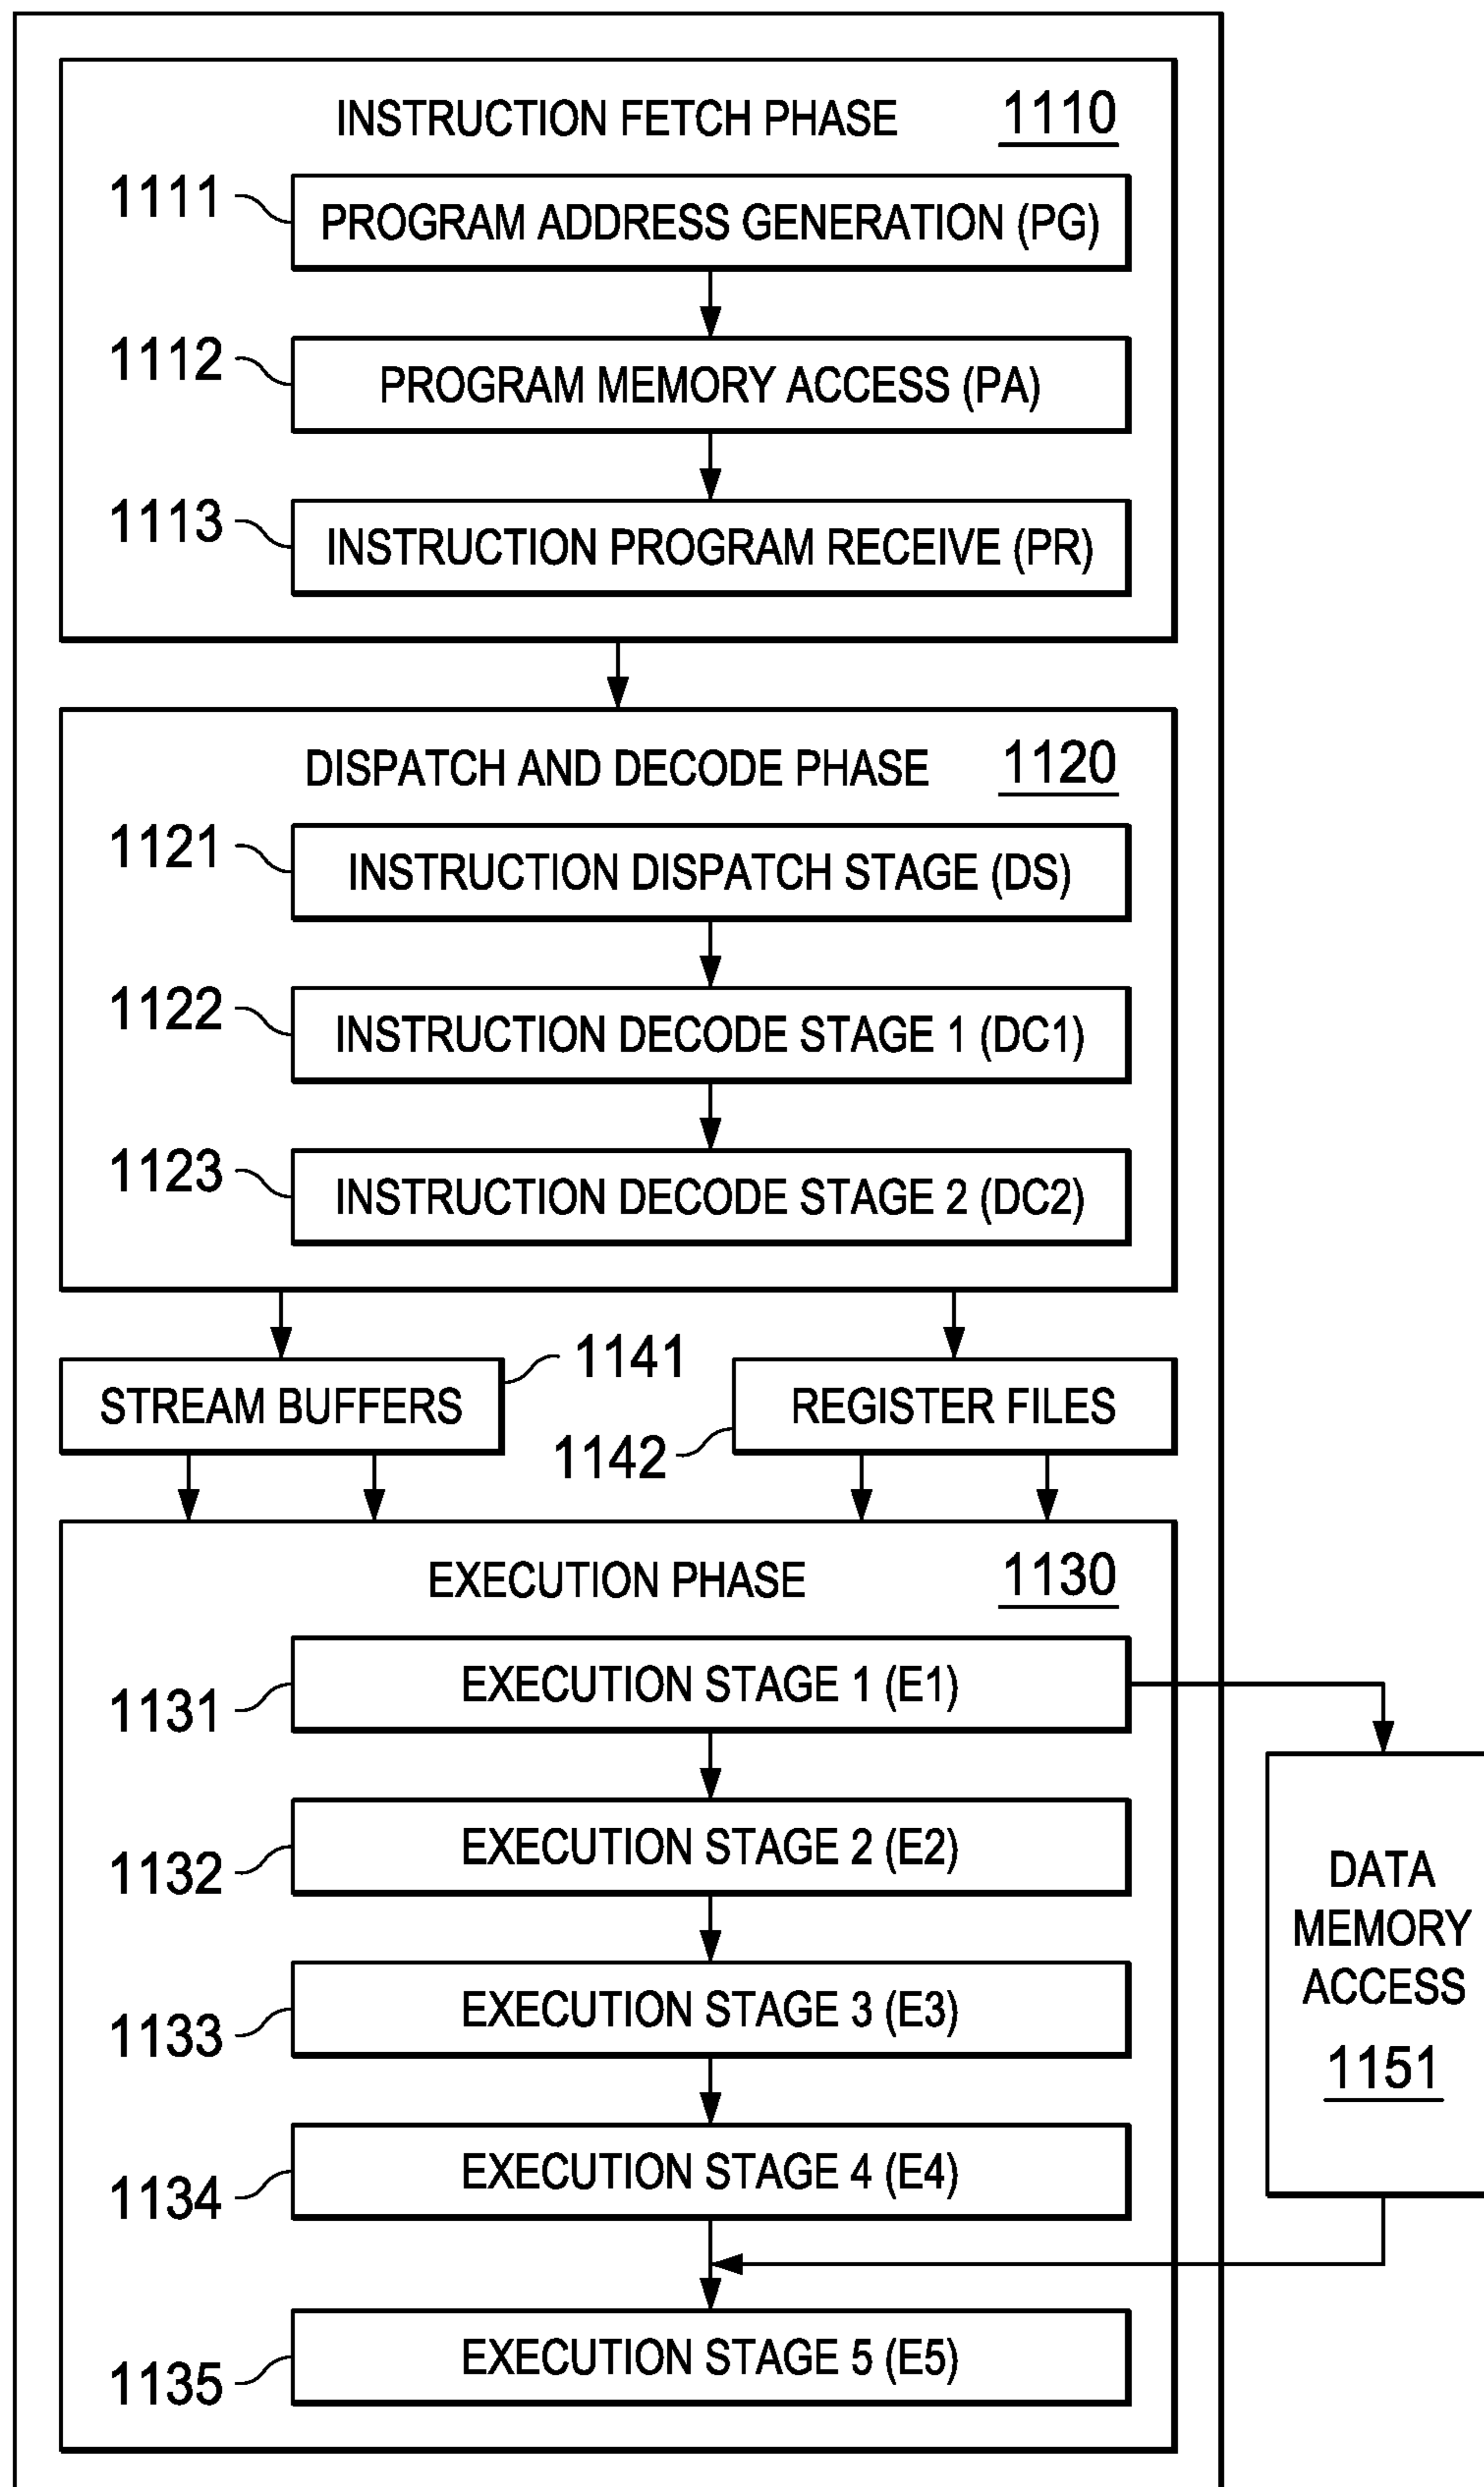 INSTRUCTION FETCH PHASE 1110
1111 PROGRAM ADDRESS GENERATION (PG)
1112 PROGRAM MEMORY ACCESS (PA)
1113 INSTRUCTION PROGRAM RECEIVE (PR)
DISPATCH AND DECODE PHASE 1120
1121 INSTRUCTION DISPATCH STAGE (DS)
1122 INSTRUCTION DECODE STAGE 1 (DC1)
1123 INSTRUCTION DECODE STAGE 2 (DC2)
STREAM BUFFERS 1141
1142 REGISTER FILES
EXECUTION PHASE 1130
1131 EXECUTION STAGE 1 (E1)
1132 EXECUTION STAGE 2 (E2)
1133 EXECUTION STAGE 3 (E3)
1134 EXECUTION STAGE 4 (E4)
1135 EXECUTION STAGE 5 (E5)
DATA
MEMORY
ACCESS
1151